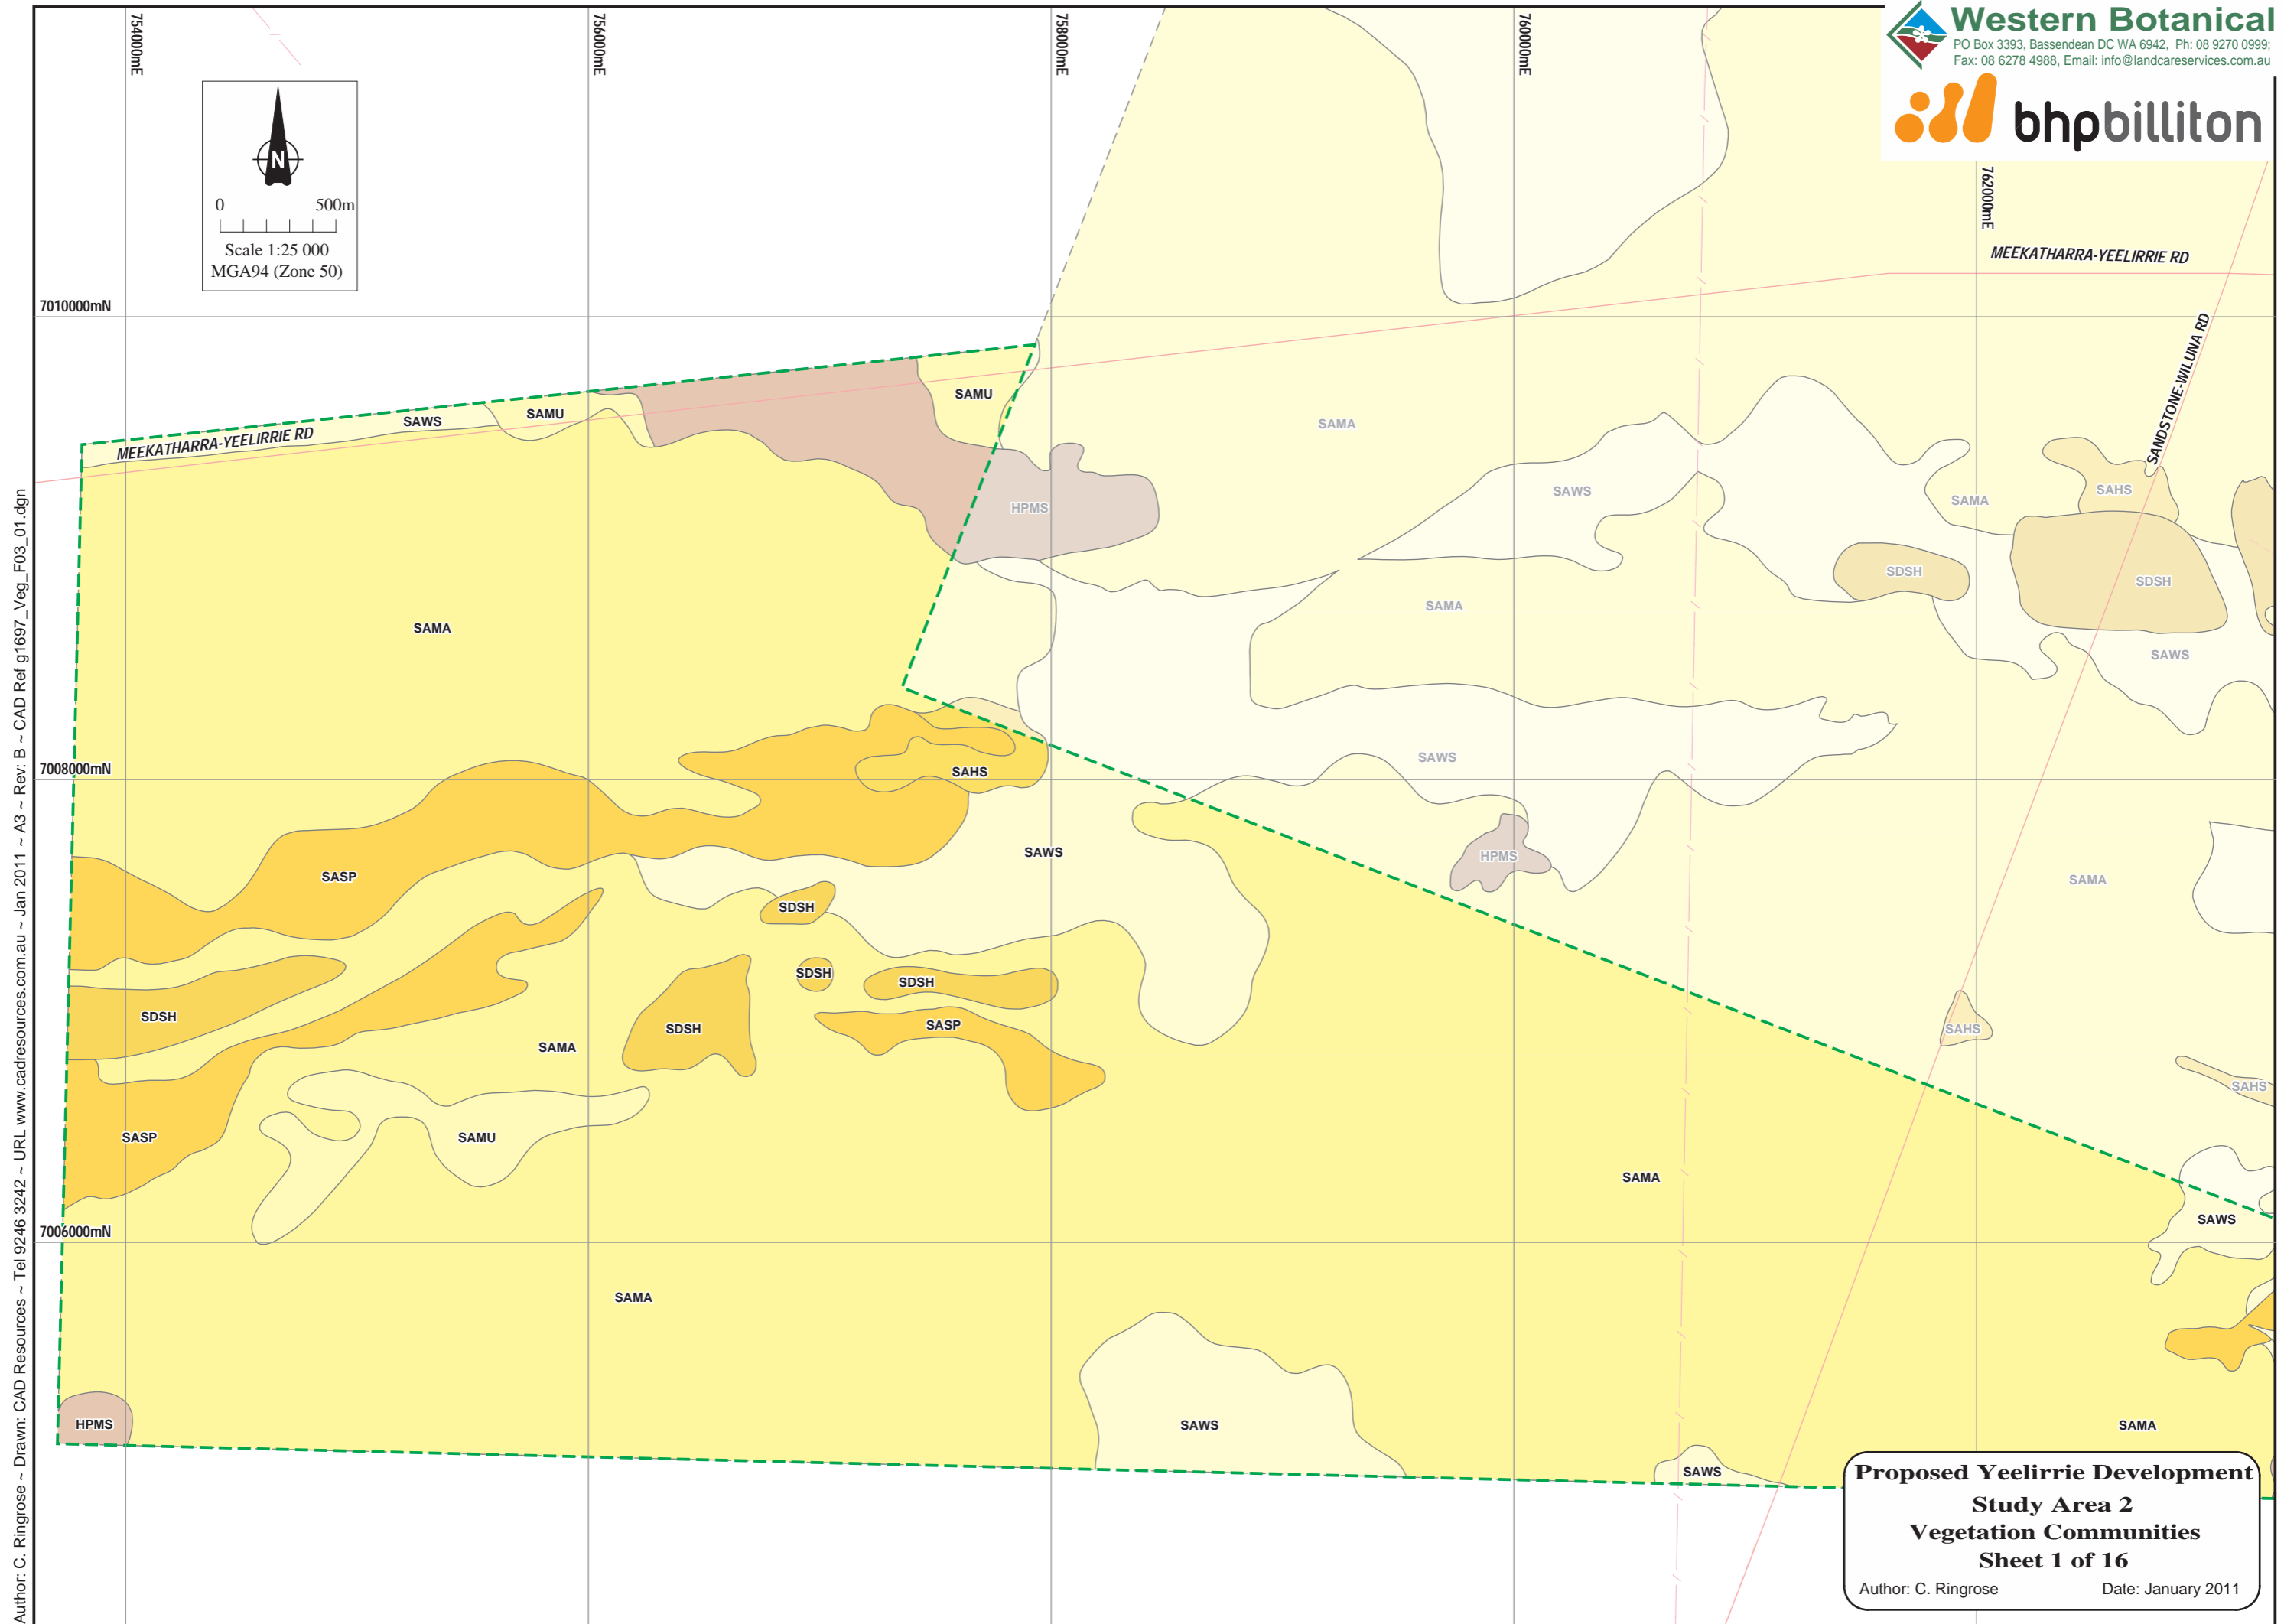 754000mE
756000mE
758000mE
760000mE
762000mE
Western Botanical
PO Box 3393, Bassendean DC WA 6942, Ph: 08 9270 0999;
Fax: 08 6278 4988, Email: info@landcareservices.com.au
bhpbilliton
N
0 500m
Scale 1:25 000
MGA94 (Zone 50)
MEEKATHARRA-YEELIRRIE RD
7010000mN
SANDSTONE-WILUNA RD
SAMU
SAMU
SAWS
MEEKATHARRA-YEELIRRIE RD
SAMA
SAWS
SAHS
SAMA
HPMS
SDSH
SDSH
SAMA
SAMA
SAWS
SAWS
7008000mN
SAHS
SAWS
HPMS
SASP
SAMA
SDSH
SDSH
SDSH
SDSH
SASP
SDSH
SAHS
SAMA
SAHS
SASP
SAMU
SAMA
SAWS
7006000mN
SAMA
HPMS
SAWS
SAMA
SAWS
Proposed Yeelirrie Development
Study Area 2
Vegetation Communities
Sheet 1 of 16
Author: C. Ringrose Date: January 2011
Author: C. Ringrose ~ Drawn: CAD Resources ~ Tel 9246 3242 ~ URL www.cadresources.com.au ~ Jan 2011 ~ A3 ~ Rev: B ~ CAD Ref g1697_Veg_F03_01.dgn